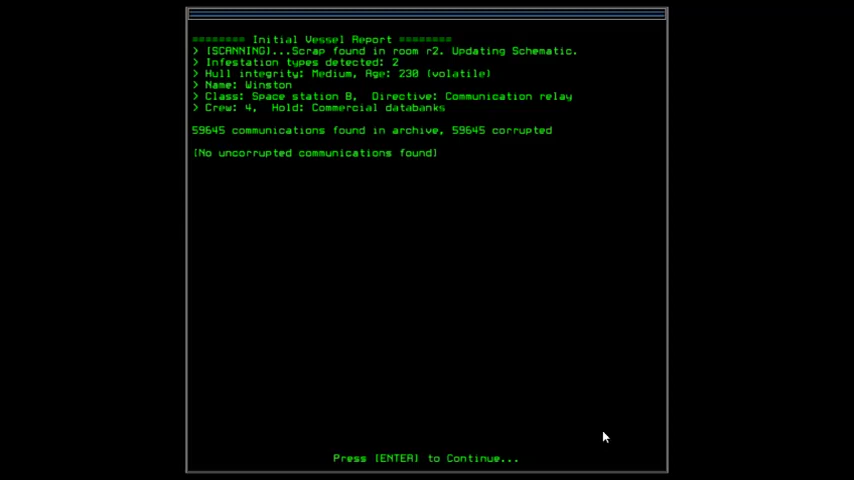 ======== Initial Vessel Report ========
> [SCANNING]...Scrap found in room r2. Updating Schematic.
> Infestation types detected: 2
> Hull integrity: Medium, Age: 230 (volatile)
> Name: Winston
> Class: Space station B,  Directive: Communication relay
> Crew: 4,  Hold: Commercial databanks
59645 communications found in archive, 59645 corrupted
(No uncorrupted communications found)
Press [ENTER] to Continue...